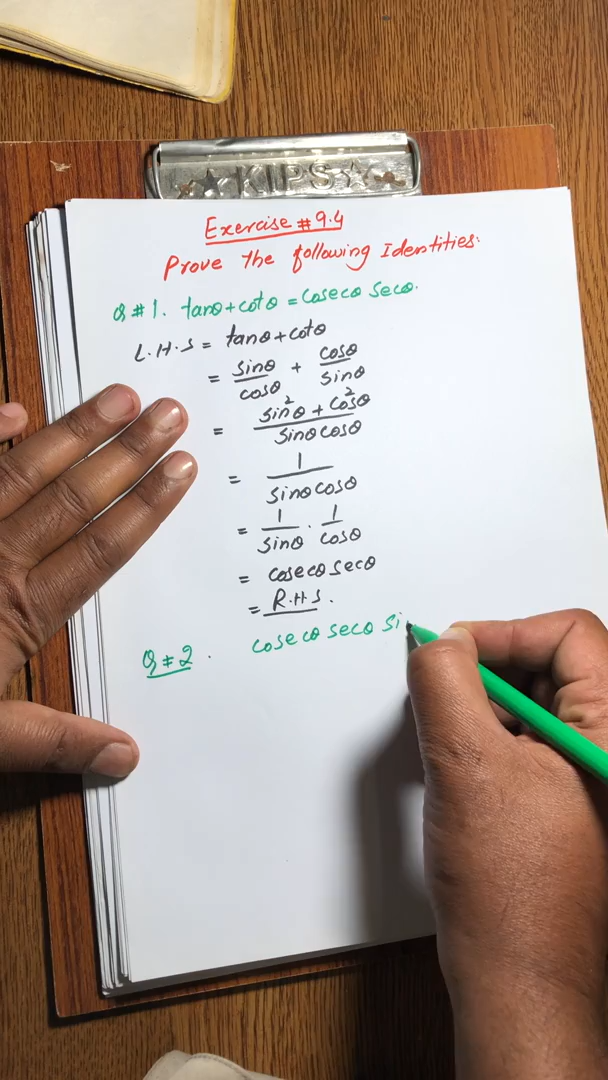 KIPS
Exercise #9.4
Prove the following Identities:
Q #1. tanθ+cotθ = cosecθ secθ.
L.H.S = tanθ+cotθ
= sinθ/cosθ + cosθ/sinθ
= sin²θ + cos²θ / sinθ cosθ
= 1 / sinθ cosθ
= 1/sinθ . 1/cosθ
= cosecθ secθ
= R.H.S.
Q #2. cosecθ secθ si